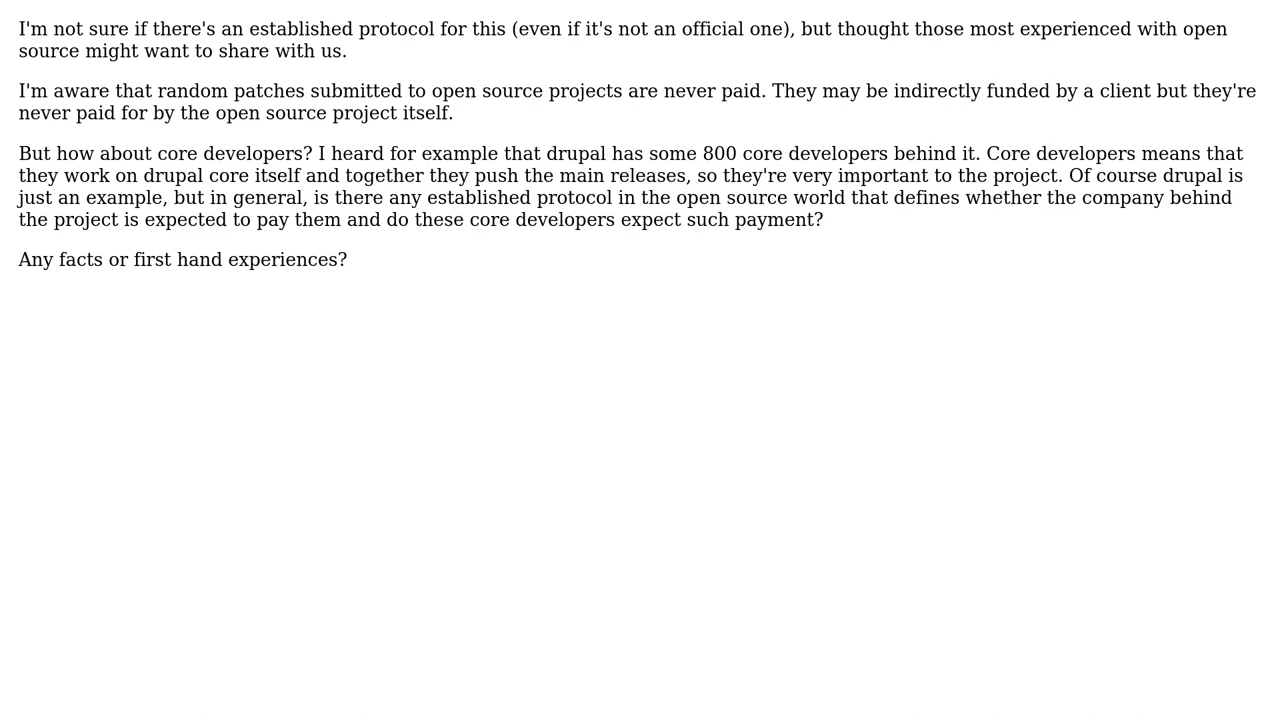 I'm not sure if there's an established protocol for this (even if it's not an official one), but thought those most experienced with open
source might want to share with us.
I'm aware that random patches submitted to open source projects are never paid. They may be indirectly funded by a client but they're
never paid for by the open source project itself.
But how about core developers? I heard for example that drupal has some 800 core developers behind it. Core developers means that
they work on drupal core itself and together they push the main releases, so they're very important to the project. Of course drupal is
just an example, but in general, is there any established protocol in the open source world that defines whether the company behind
the project is expected to pay them and do these core developers expect such payment?
Any facts or first hand experiences?